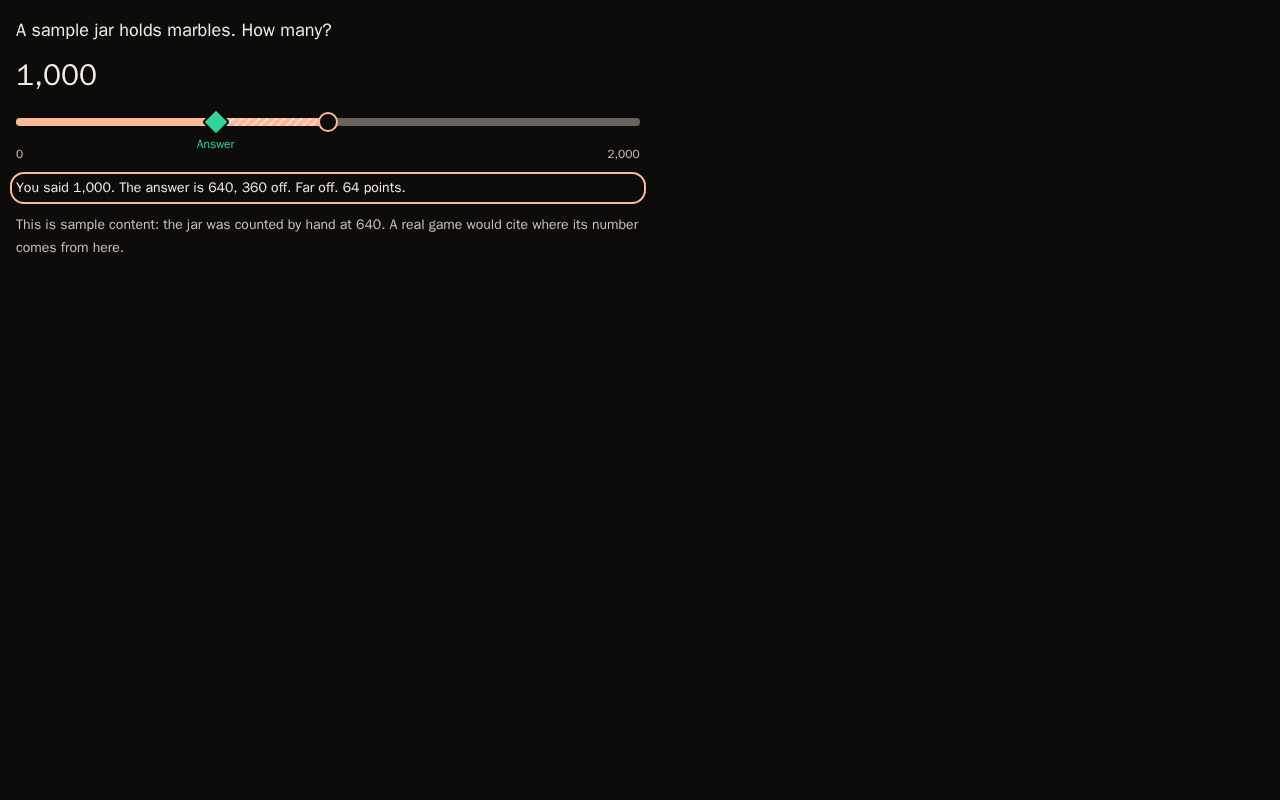 A sample jar holds marbles. How many?
1,000
Answer
0
2,000
You said 1,000. The answer is 640, 360 off. Far off. 64 points.
This is sample content: the jar was counted by hand at 640. A real game would cite where its number
comes from here.